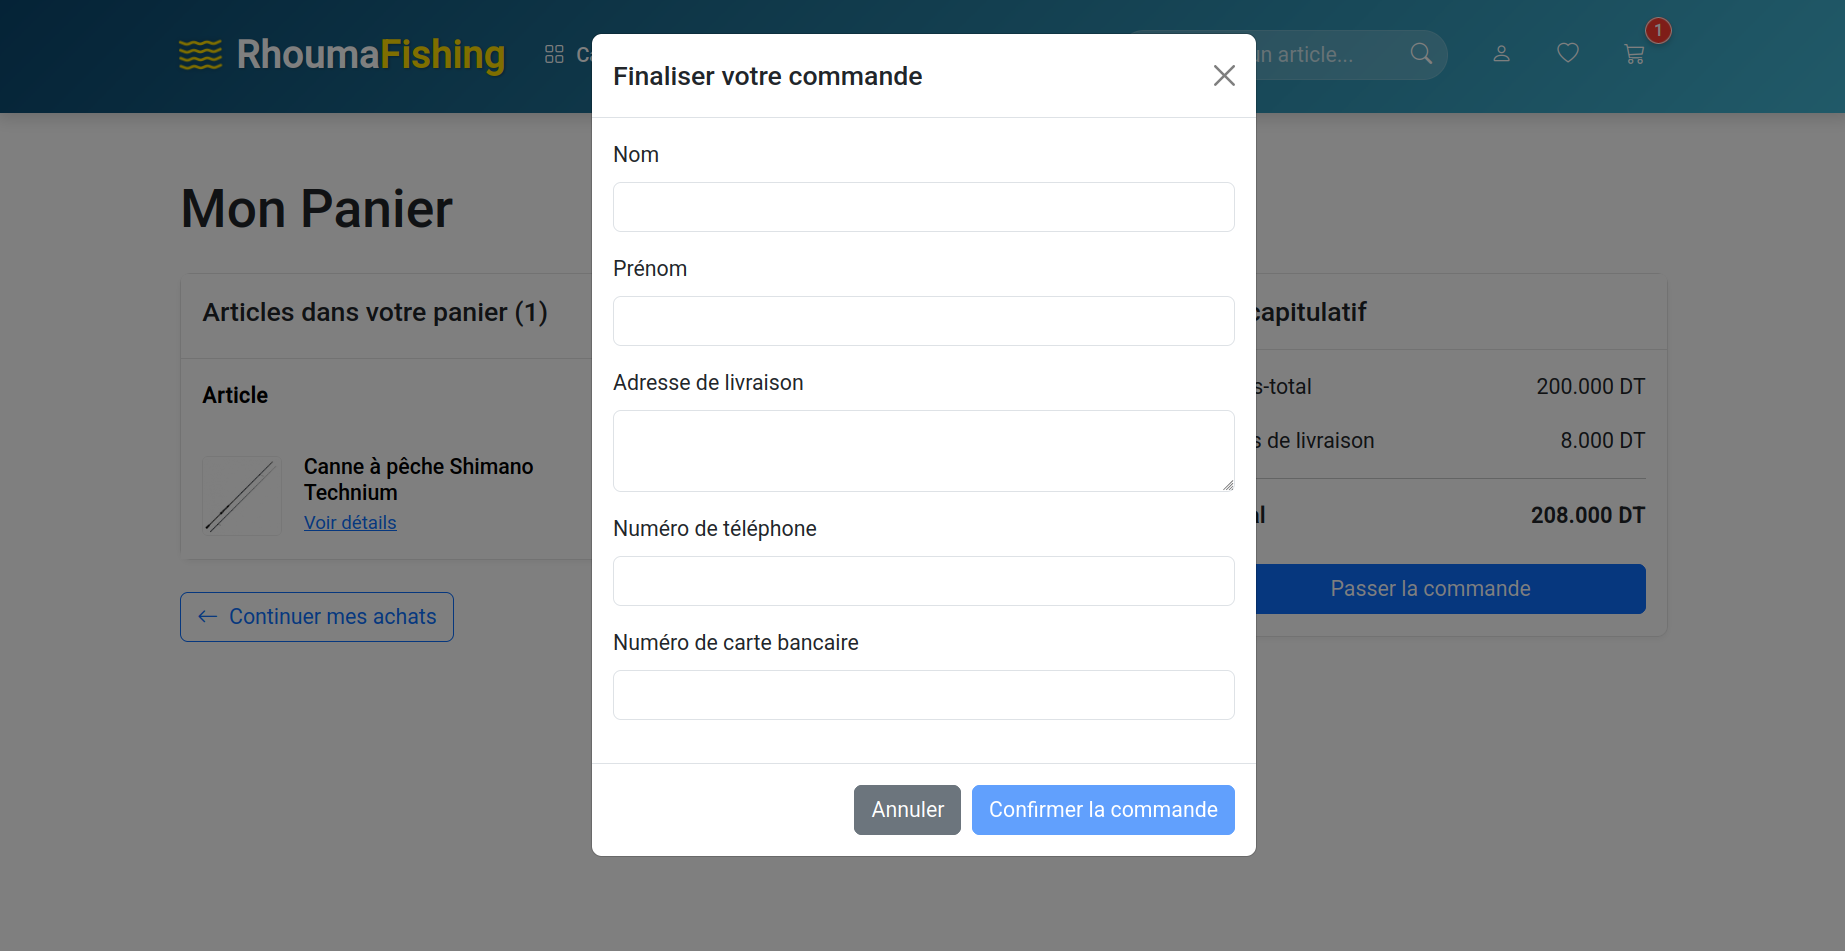 RhoumaFishing
un article...
1
Finaliser votre commande
Nom
Prénom
Adresse de livraison
Numéro de téléphone
Numéro de carte bancaire
Annuler
Confirmer la commande
Mon Panier
Articles dans votre panier (1)
Article
Canne à pêche Shimano
Technium
Voir détails
Continuer mes achats
capitulatif
s-total
200.000 DT
s de livraison
8.000 DT
al
208.000 DT
Passer la commande